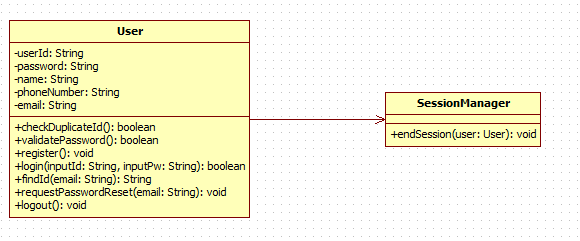 User
-userId: String
-password: String
-name: String
-phoneNumber: String
-email: String
+checkDuplicateId(): boolean
+validatePassword(): boolean
+register(): void
+login(inputId: String, inputPw: String): boolean
+findId(email: String): String
+requestPasswordReset(email: String): void
+logout(): void
SessionManager
+endSession(user: User): void